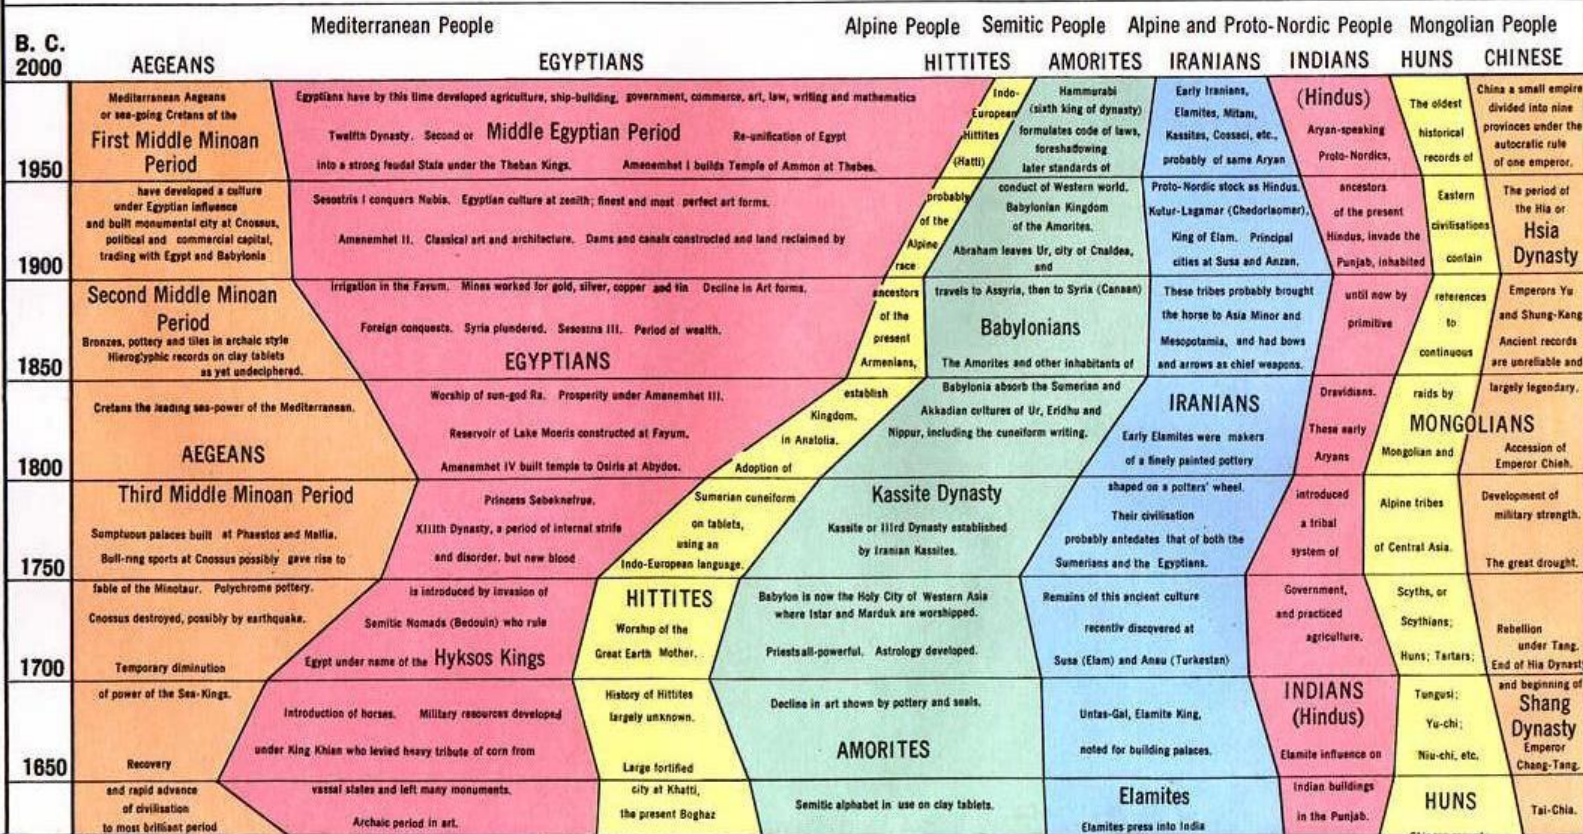 Mediterranean People
Alpine People
Semitic People
Alpine and Proto-Nordic People
Mongolian People
B. C.
2000
AEGEANS
EGYPTIANS
HITTITES
AMORITES
IRANIANS
INDIANS
HUNS
CHINESE
1950
1900
1850
1800
1750
1700
1650
Mediterranean Aegeans
or sea-going Cretans of the
First Middle Minoan
Period
have developed a culture
under Egyptian influence
and built monumental city at Cnossus,
political and commercial capital,
trading with Egypt and Babylonia
Second Middle Minoan
Period
Bronzes, pottery and tiles in archaic style
Hieroglyphic records on clay tablets
as yet undeciphered.
Cretans the leading sea-power of the Mediterranean.
AEGEANS
Third Middle Minoan Period
Sumptuous palaces built at Phaestos and Mallia.
Bull-ring sports at Cnossus possibly gave rise to
fable of the Minotaur. Polychrome pottery.
Cnossus destroyed, possibly by earthquake.
Temporary diminution
of power of the Sea-Kings.
Recovery
and rapid advance
of civilisation
to most brilliant period
Egyptians have by this time developed agriculture, ship-building, government, commerce, art, law, writing and mathematics
Twelfth Dynasty. Second or Middle Egyptian Period Re-unification of Egypt
into a strong feudal State under the Theban Kings. Amenemhat I builds Temple of Ammon at Thebes.
Sesostris I conquers Nubia. Egyptian culture at zenith; finest and most perfect art forms.
Amenemhet II. Classical art and architecture. Dams and canals constructed and land reclaimed by
irrigation in the Fayum. Mines worked for gold, silver, copper and tin Decline in Art forms.
Foreign conquests. Syria plundered. Sesostris III. Period of wealth.
EGYPTIANS
Worship of sun-god Ra. Prosperity under Amenemhat III.
Reservoir of Lake Moeris constructed at Fayum.
Amenemhet IV built temple to Osiris at Abydos.
Princess Sebeknefrue.
XIIIth Dynasty, a period of internal strife
and disorder. but new blood
is introduced by invasion of
Semitic Nomads (Bedouin) who rule
Egypt under name of the Hyksos Kings
Introduction of horses. Military resources developed
under King Khian who levied heavy tribute of corn from
vassal states and left many monuments.
Archaic period in art.
Indo-
European
Hittites
(Hatti)
probably
of the
Alpine
race
ancestors
of the
present
Armenians,
establish
Kingdom.
in Anatolia.
Adoption of
Sumerian cuneiform
on tablets,
using an
Indo-European language.
HITTITES
Worship of the
Great Earth Mother.
History of Hittites
largely unknown.
Large fortified
city at Khatti,
the present Boghaz
Hammurabi
(sixth king of dynasty)
formulates code of laws,
foreshadowing
later standards of
conduct of Western world.
Babylonian Kingdom
of the Amorites.
Abraham leaves Ur, city of Cnaldea,
and
travels to Assyria, then to Syria (Canaan)
Babylonians
The Amorites and other inhabitants of
Babylonia absorb the Sumerian and
Akkadian cultures of Ur, Eridhu and
Nippur, including the cuneiform writing.
Kassite Dynasty
Kassite or IIIrd Dynasty established
by Iranian Kassites.
Babylon is now the Holy City of Western Asia
where Istar and Marduk are worshipped.
Priests all-powerful. Astrology developed.
Decline in art shown by pottery and seals.
AMORITES
Semitic alphabet in use on clay tablets.
Early Iranians,
Elamites, Mitani,
Kassites, Cossaei, etc.,
probably of same Aryan
Proto-Nordic stock as Hindus.
Kutur-Lagamar (Chedorlaomer),
King of Elam. Principal
cities at Susa and Anzan.
These tribes probably brought
the horse to Asia Minor and
Mesopotamia, and had bows
and arrows as chief weapons.
IRANIANS
Early Elamites were makers
of a finely painted pottery
shaped on a potters' wheel.
Their civilisation
probably antedates that of both the
Sumerians and the Egyptians.
Remains of this ancient culture
recently discovered at
Susa (Elam) and Anau (Turkestan)
Untas-Gal, Elamite King,
noted for building palaces.
Elamites
Elamites press into India
(Hindus)
Aryan-speaking
Proto-Nordics,
ancestors
of the present
Hindus, invade the
Punjab, inhabited
until now by
primitive
Dravidians.
These early
Aryans
introduced
a tribal
system of
Government,
and practiced
agriculture.
INDIANS
(Hindus)
Elamite influence on
Indian buildings
in the Punjab.
The oldest
historical
records of
Eastern
civilisations
contain
references
to
continuous
raids by
MONGOLIANS
Mongolian and
Alpine tribes
of Central Asia.
Scyths, or
Scythians;
Huns; Tartars;
Tungusi;
Yu-chi;
Niu-chi, etc.
HUNS
China a small empire
divided into nine
provinces under the
autocratic rule
of one emperor.
The period of
the Hia or
Hsia
Dynasty
Emperors Yu
and Shung-Kang
Ancient records
are unreliable and
largely legendary.
Accession of
Emperor Chieh.
Development of
military strength.
The great drought.
Rebellion
under Tang.
End of Hia Dynast
and beginning of
Shang
Dynasty
Emperor
Chang-Tang.
Tai-Chia.